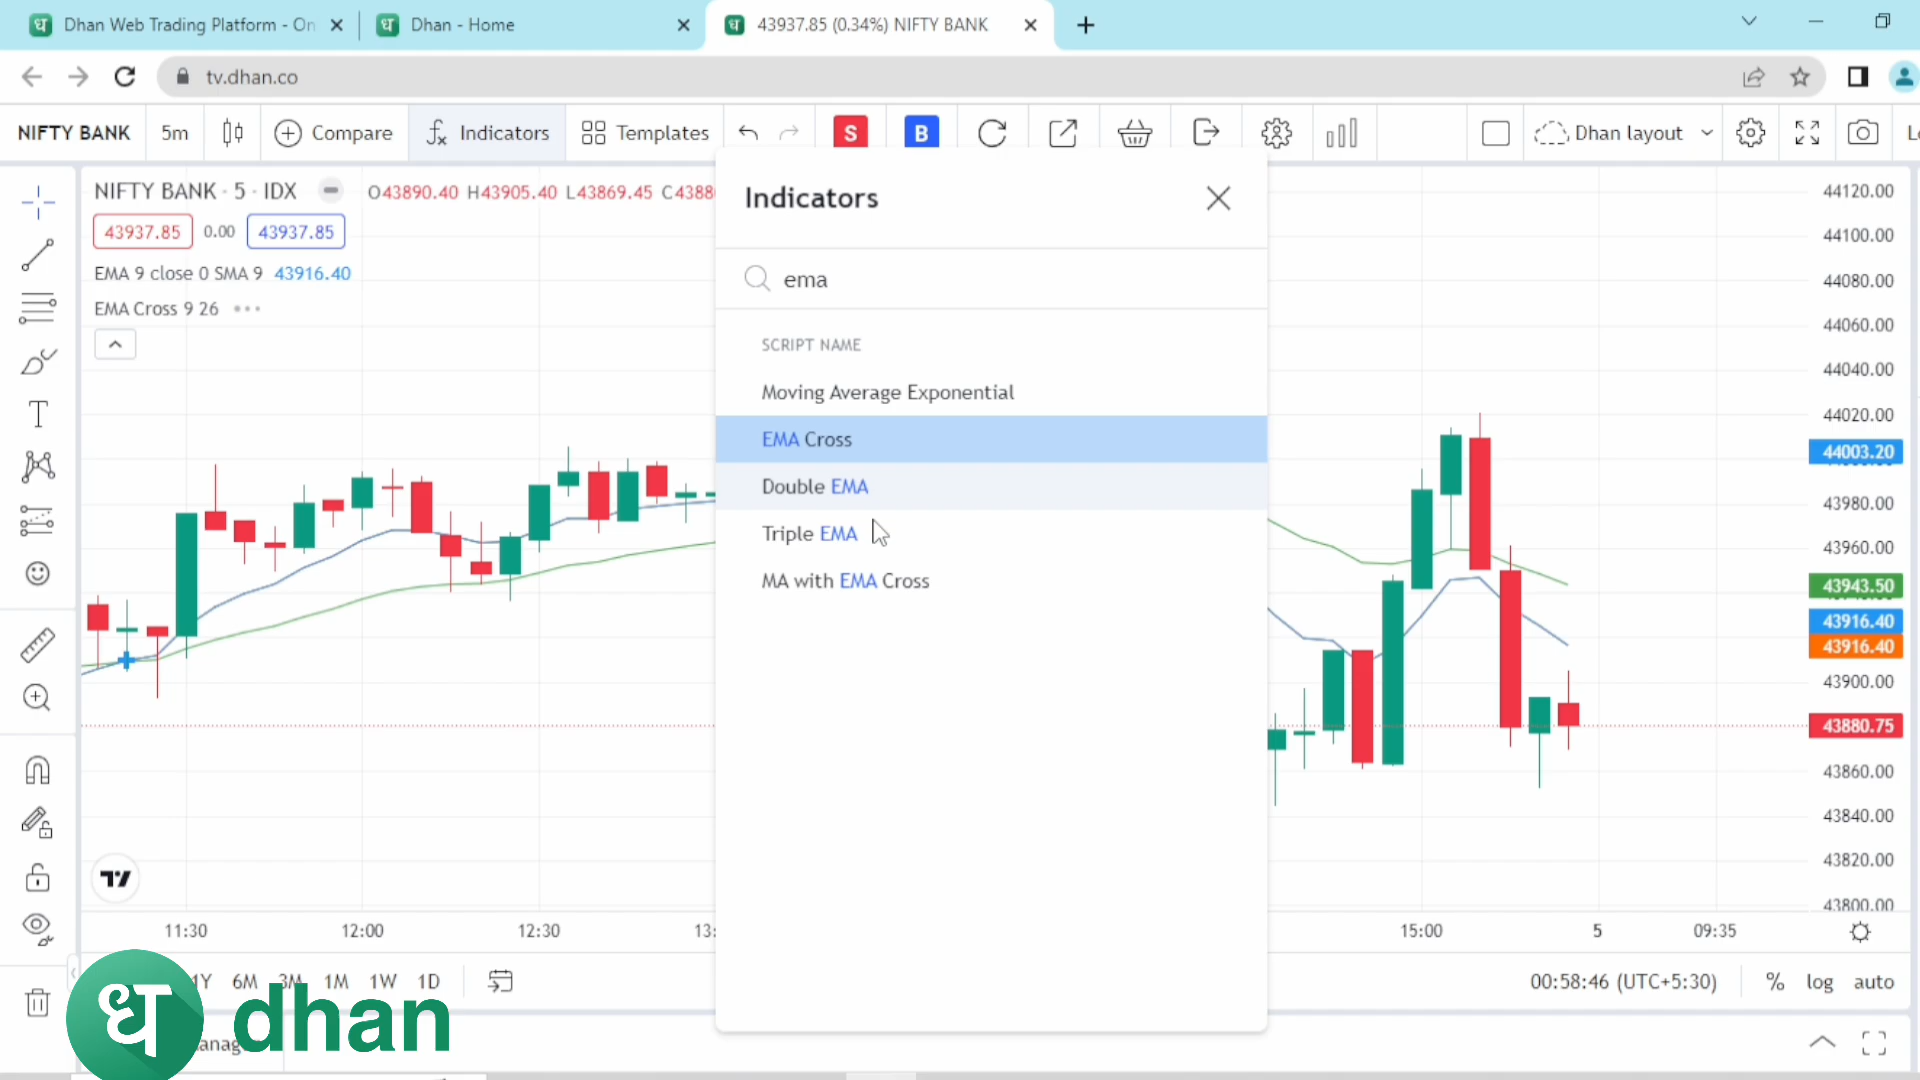 Dhan Web Trading Platform - On
Dhan - Home
43937.85 (0.34%) NIFTY BANK
tv.dhan.co
NIFTY BANK 5m Compare Indicators Templates S B Dhan layout
NIFTY BANK · 5 · IDX O43890.40 H43905.40 L43869.45 C4388
43937.85 0.00 43937.85
EMA 9 close 0 SMA 9 43916.40
EMA Cross 9 26
Indicators
ema
SCRIPT NAME
Moving Average Exponential
EMA Cross
Double EMA
Triple EMA
MA with EMA Cross
44120.00
44100.00
44080.00
44060.00
44040.00
44020.00
44003.20
43980.00
43960.00
43943.50
43916.40
43916.40
43900.00
43880.75
43860.00
43840.00
43820.00
43800.00
11:30 12:00 12:30 13: 15:00 5 09:35
1Y 6M 3M 1M 1W 1D 00:58:46 (UTC+5:30) % log auto
ध dhan